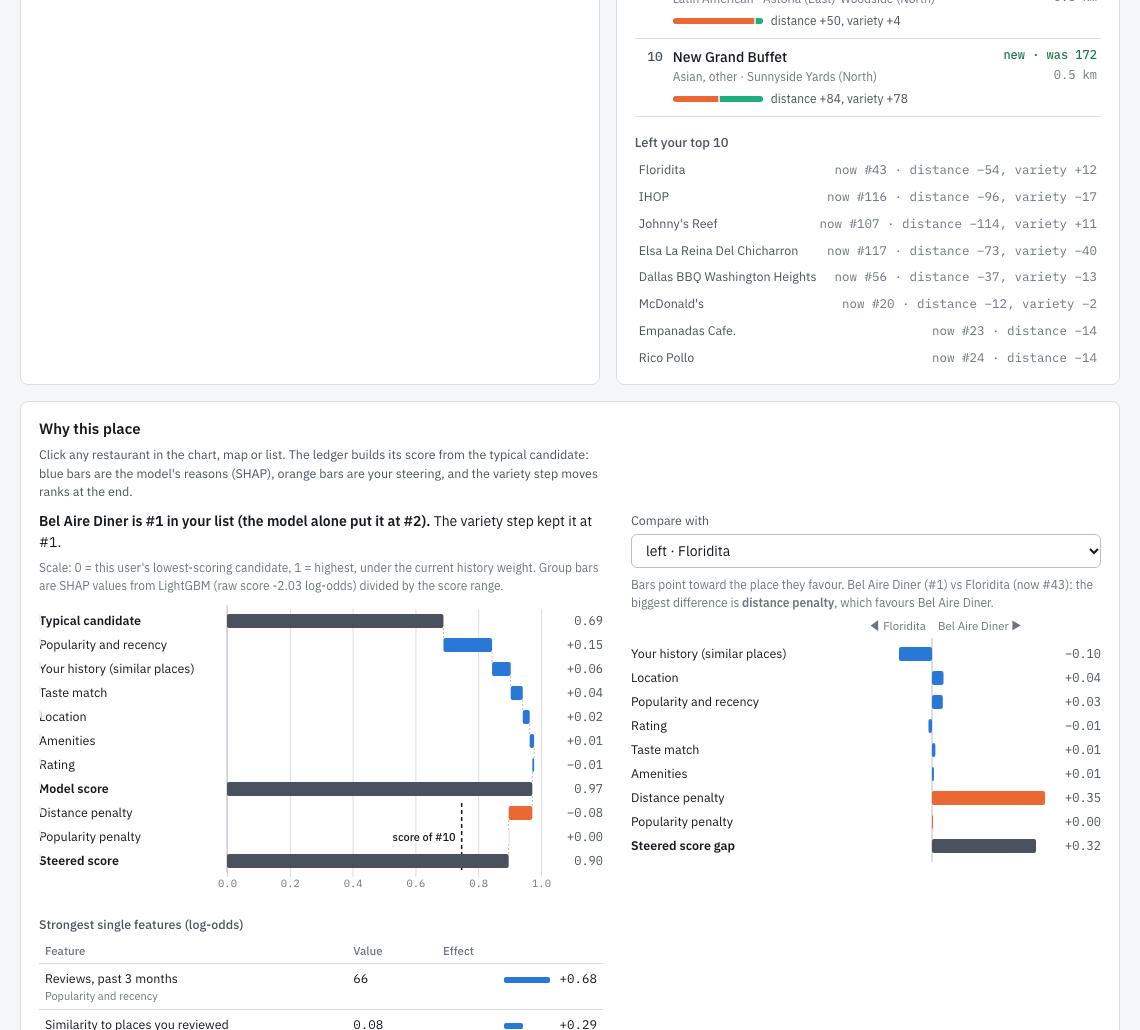 distance +50, variety +4
10 New Grand Buffet new · was 172
Asian, other · Sunnyside Yards (North) 0.5 km
distance +84, variety +78
Left your top 10
Floridita now #43 · distance −54, variety +12
IHOP now #116 · distance −96, variety −17
Johnny's Reef now #107 · distance −114, variety +11
Elsa La Reina Del Chicharron now #117 · distance −73, variety −40
Dallas BBQ Washington Heights now #56 · distance −37, variety −13
McDonald's now #20 · distance −12, variety −2
Empanadas Cafe. now #23 · distance −14
Rico Pollo now #24 · distance −14
Why this place
Click any restaurant in the chart, map or list. The ledger builds its score from the typical candidate:
blue bars are the model's reasons (SHAP), orange bars are your steering, and the variety step moves
ranks at the end.
Bel Aire Diner is #1 in your list (the model alone put it at #2). The variety step kept it at
#1.
Scale: 0 = this user's lowest-scoring candidate, 1 = highest, under the current history weight. Group bars
are SHAP values from LightGBM (raw score -2.03 log-odds) divided by the score range.
Typical candidate 0.69
Popularity and recency +0.15
Your history (similar places) +0.06
Taste match +0.04
Location +0.02
Amenities +0.01
Rating −0.01
Model score 0.97
Distance penalty −0.08
Popularity penalty score of #10 +0.00
Steered score 0.90
0.0 0.2 0.4 0.6 0.8 1.0
Compare with
left · Floridita
Bars point toward the place they favour. Bel Aire Diner (#1) vs Floridita (now #43): the
biggest difference is distance penalty, which favours Bel Aire Diner.
◀ Floridita Bel Aire Diner ▶
Your history (similar places) −0.10
Location +0.04
Popularity and recency +0.03
Rating −0.01
Taste match +0.01
Amenities +0.01
Distance penalty +0.35
Popularity penalty +0.00
Steered score gap +0.32
Strongest single features (log-odds)
Feature Value Effect
Reviews, past 3 months 66 +0.68
Popularity and recency
Similarity to places you reviewed 0.08 +0.29